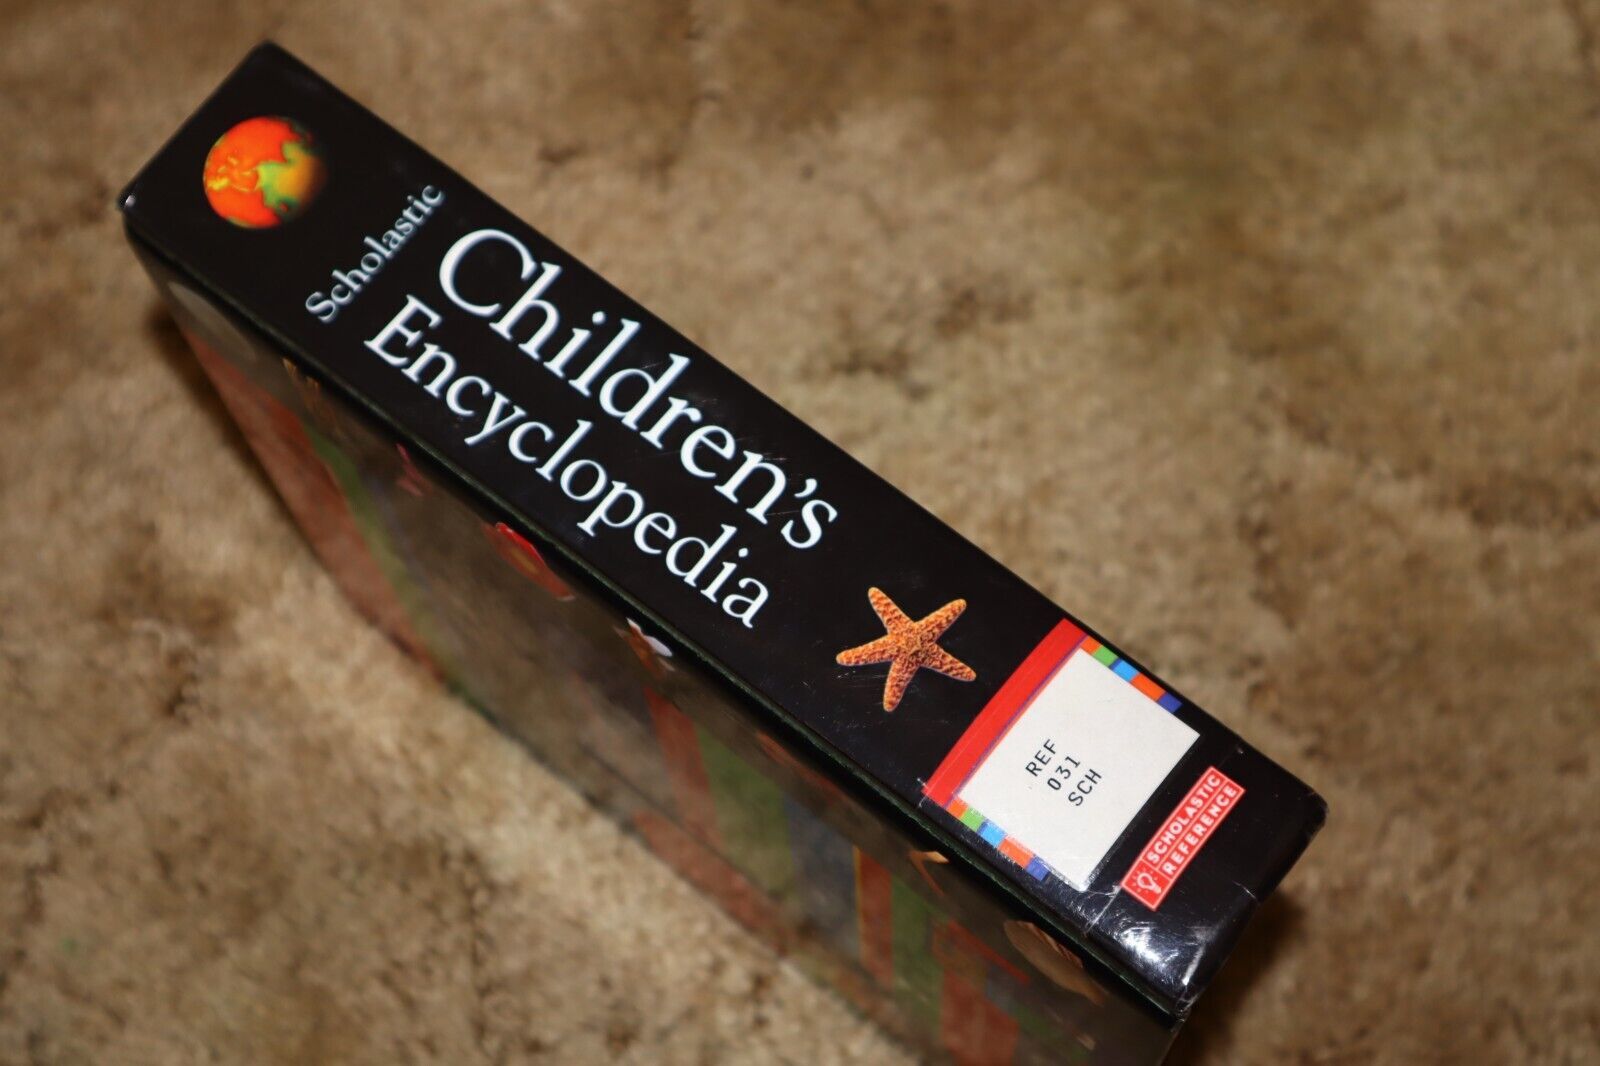 Scholastic
Children's
Encyclopedia
REF
031
SCH
SCHOLASTIC
REFERENCE